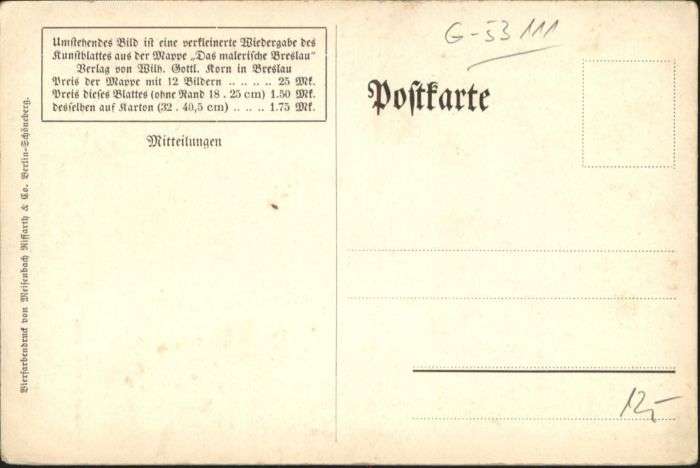 Umstehendes Bild ist eine verkleinerte Wiedergabe des
Kunstblattes aus der Mappe „Das malerische Breslau"
Verlag von Wilh. Gottl. Korn in Breslau
Preis der Mappe mit 12 Bildern .. .. .. 25 Mk.
Preis dieses Blattes (ohne Rand 18 . 25 cm) 1.50 Mk.
desselben auf Karton (32 . 40,5 cm) .. .. 1.75 Mk.
Mitteilungen
Vierfarbendruck von Meisenbach Riffarth & Co. Berlin-Schöneberg.
G-53 111
Postkarte
12,-